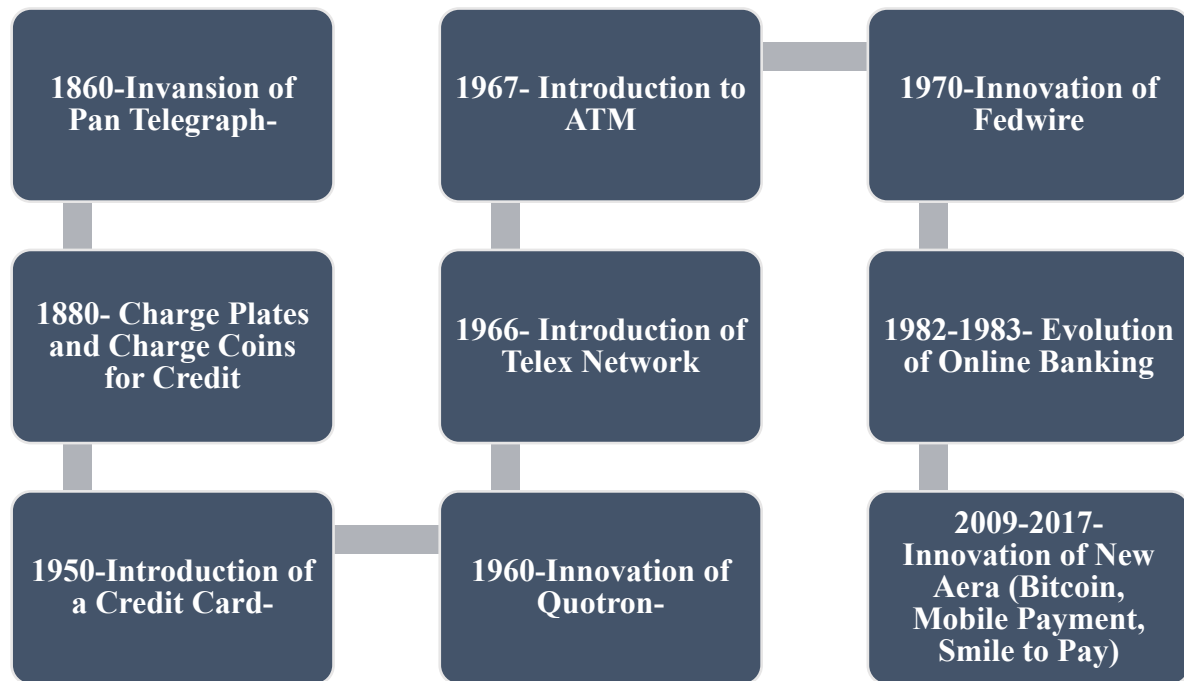 1860-Invansion of
Pan Telegraph-
1880- Charge Plates
and Charge Coins
for Credit
1950-Introduction of
a Credit Card-
1960-Innovation of
Quotron-
1966- Introduction of
Telex Network
1967- Introduction to
ATM
1970-Innovation of
Fedwire
1982-1983- Evolution
of Online Banking
2009-2017-
Innovation of New
Aera (Bitcoin,
Mobile Payment,
Smile to Pay)